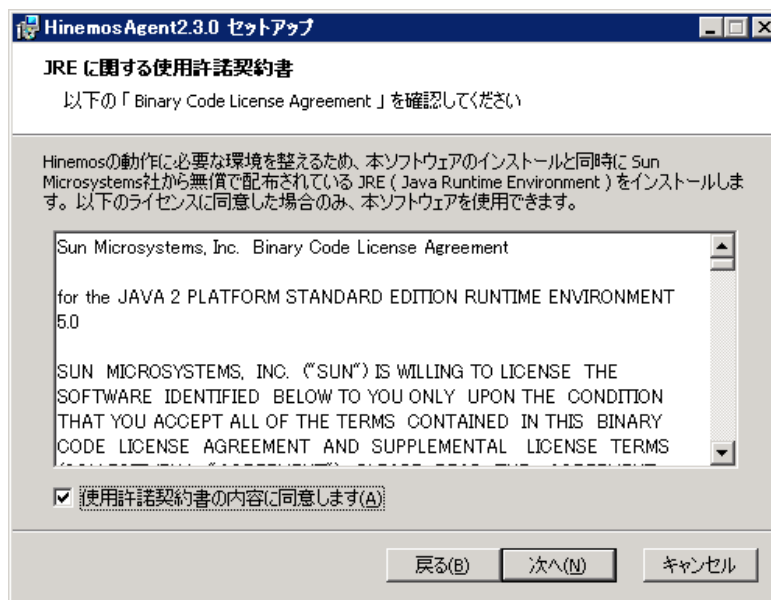 HinemosAgent2.3.0 セットアップ
JRE に関する使用許諾契約書
以下の「 Binary Code License Agreement 」を確認してください
Hinemosの動作に必要な環境を整えるため、本ソフトウェアのインストールと同時に Sun
Microsystems社から無償で配布されている JRE ( Java Runtime Environment ) をインストールしま
す。以下のライセンスに同意した場合のみ、本ソフトウェアを使用できます。
Sun Microsystems, Inc. Binary Code License Agreement
for the JAVA 2 PLATFORM STANDARD EDITION RUNTIME ENVIRONMENT
5.0
SUN MICROSYSTEMS, INC. ("SUN") IS WILLING TO LICENSE THE
SOFTWARE IDENTIFIED BELOW TO YOU ONLY UPON THE CONDITION
THAT YOU ACCEPT ALL OF THE TERMS CONTAINED IN THIS BINARY
CODE LICENSE AGREEMENT AND SUPPLEMENTAL LICENSE TERMS
使用許諾契約書の内容に同意します(A)
戻る(B) 次へ(N) キャンセル